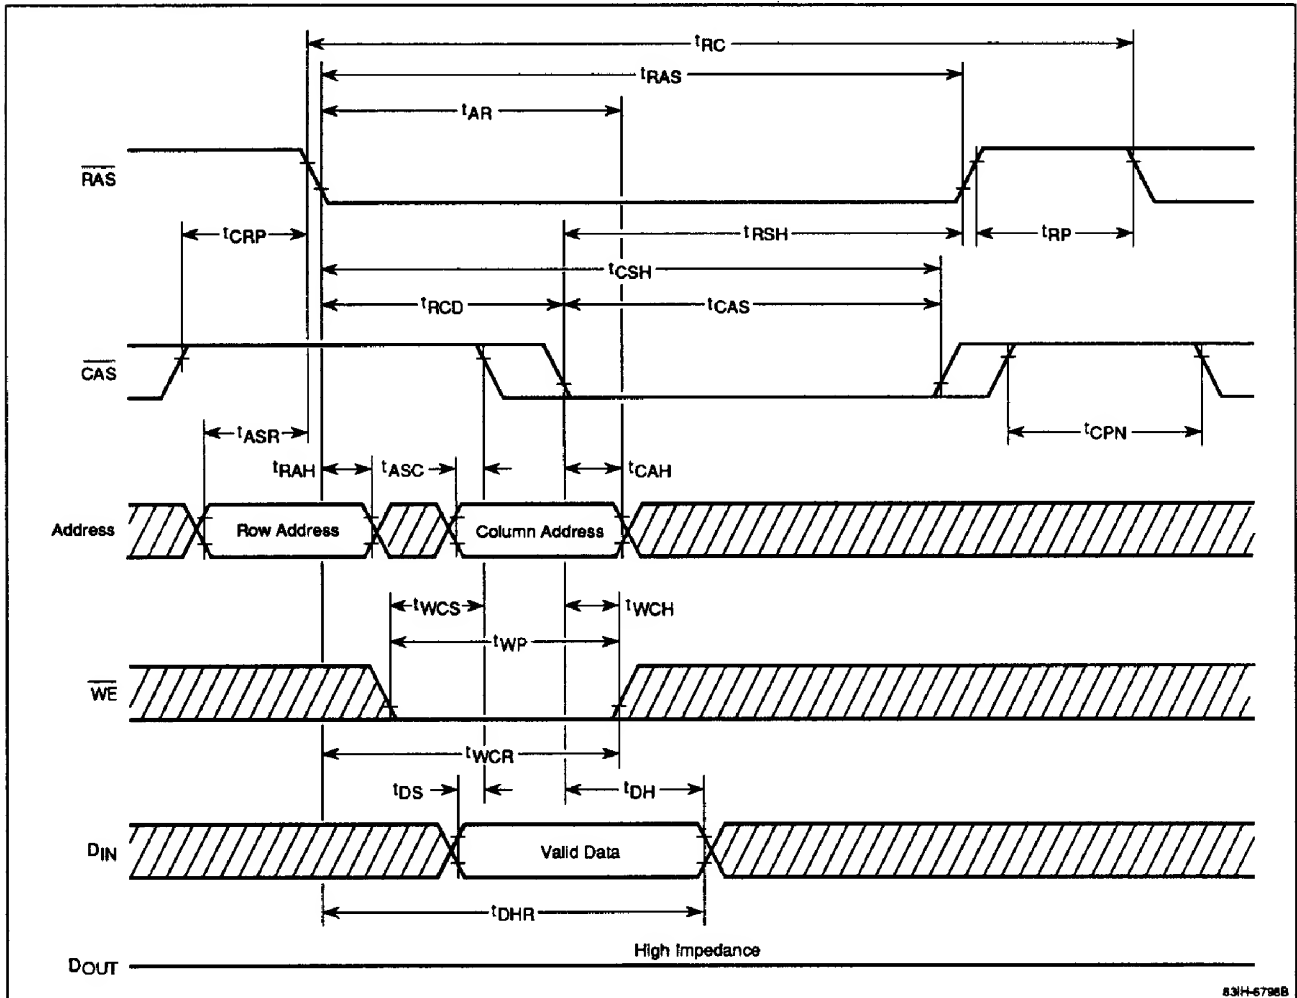 tRC
tRAS
tAR
RAS
tCRP
tRSH
tRP
tCSH
tRCD
tCAS
CAS
tASR
tCPN
tRAH
tASC
tCAH
Address
Row Address
Column Address
tWCS
tWCH
tWP
WE
tWCR
tDS
tDH
DIN
Valid Data
tDHR
High Impedance
DOUT
83IH-6798B